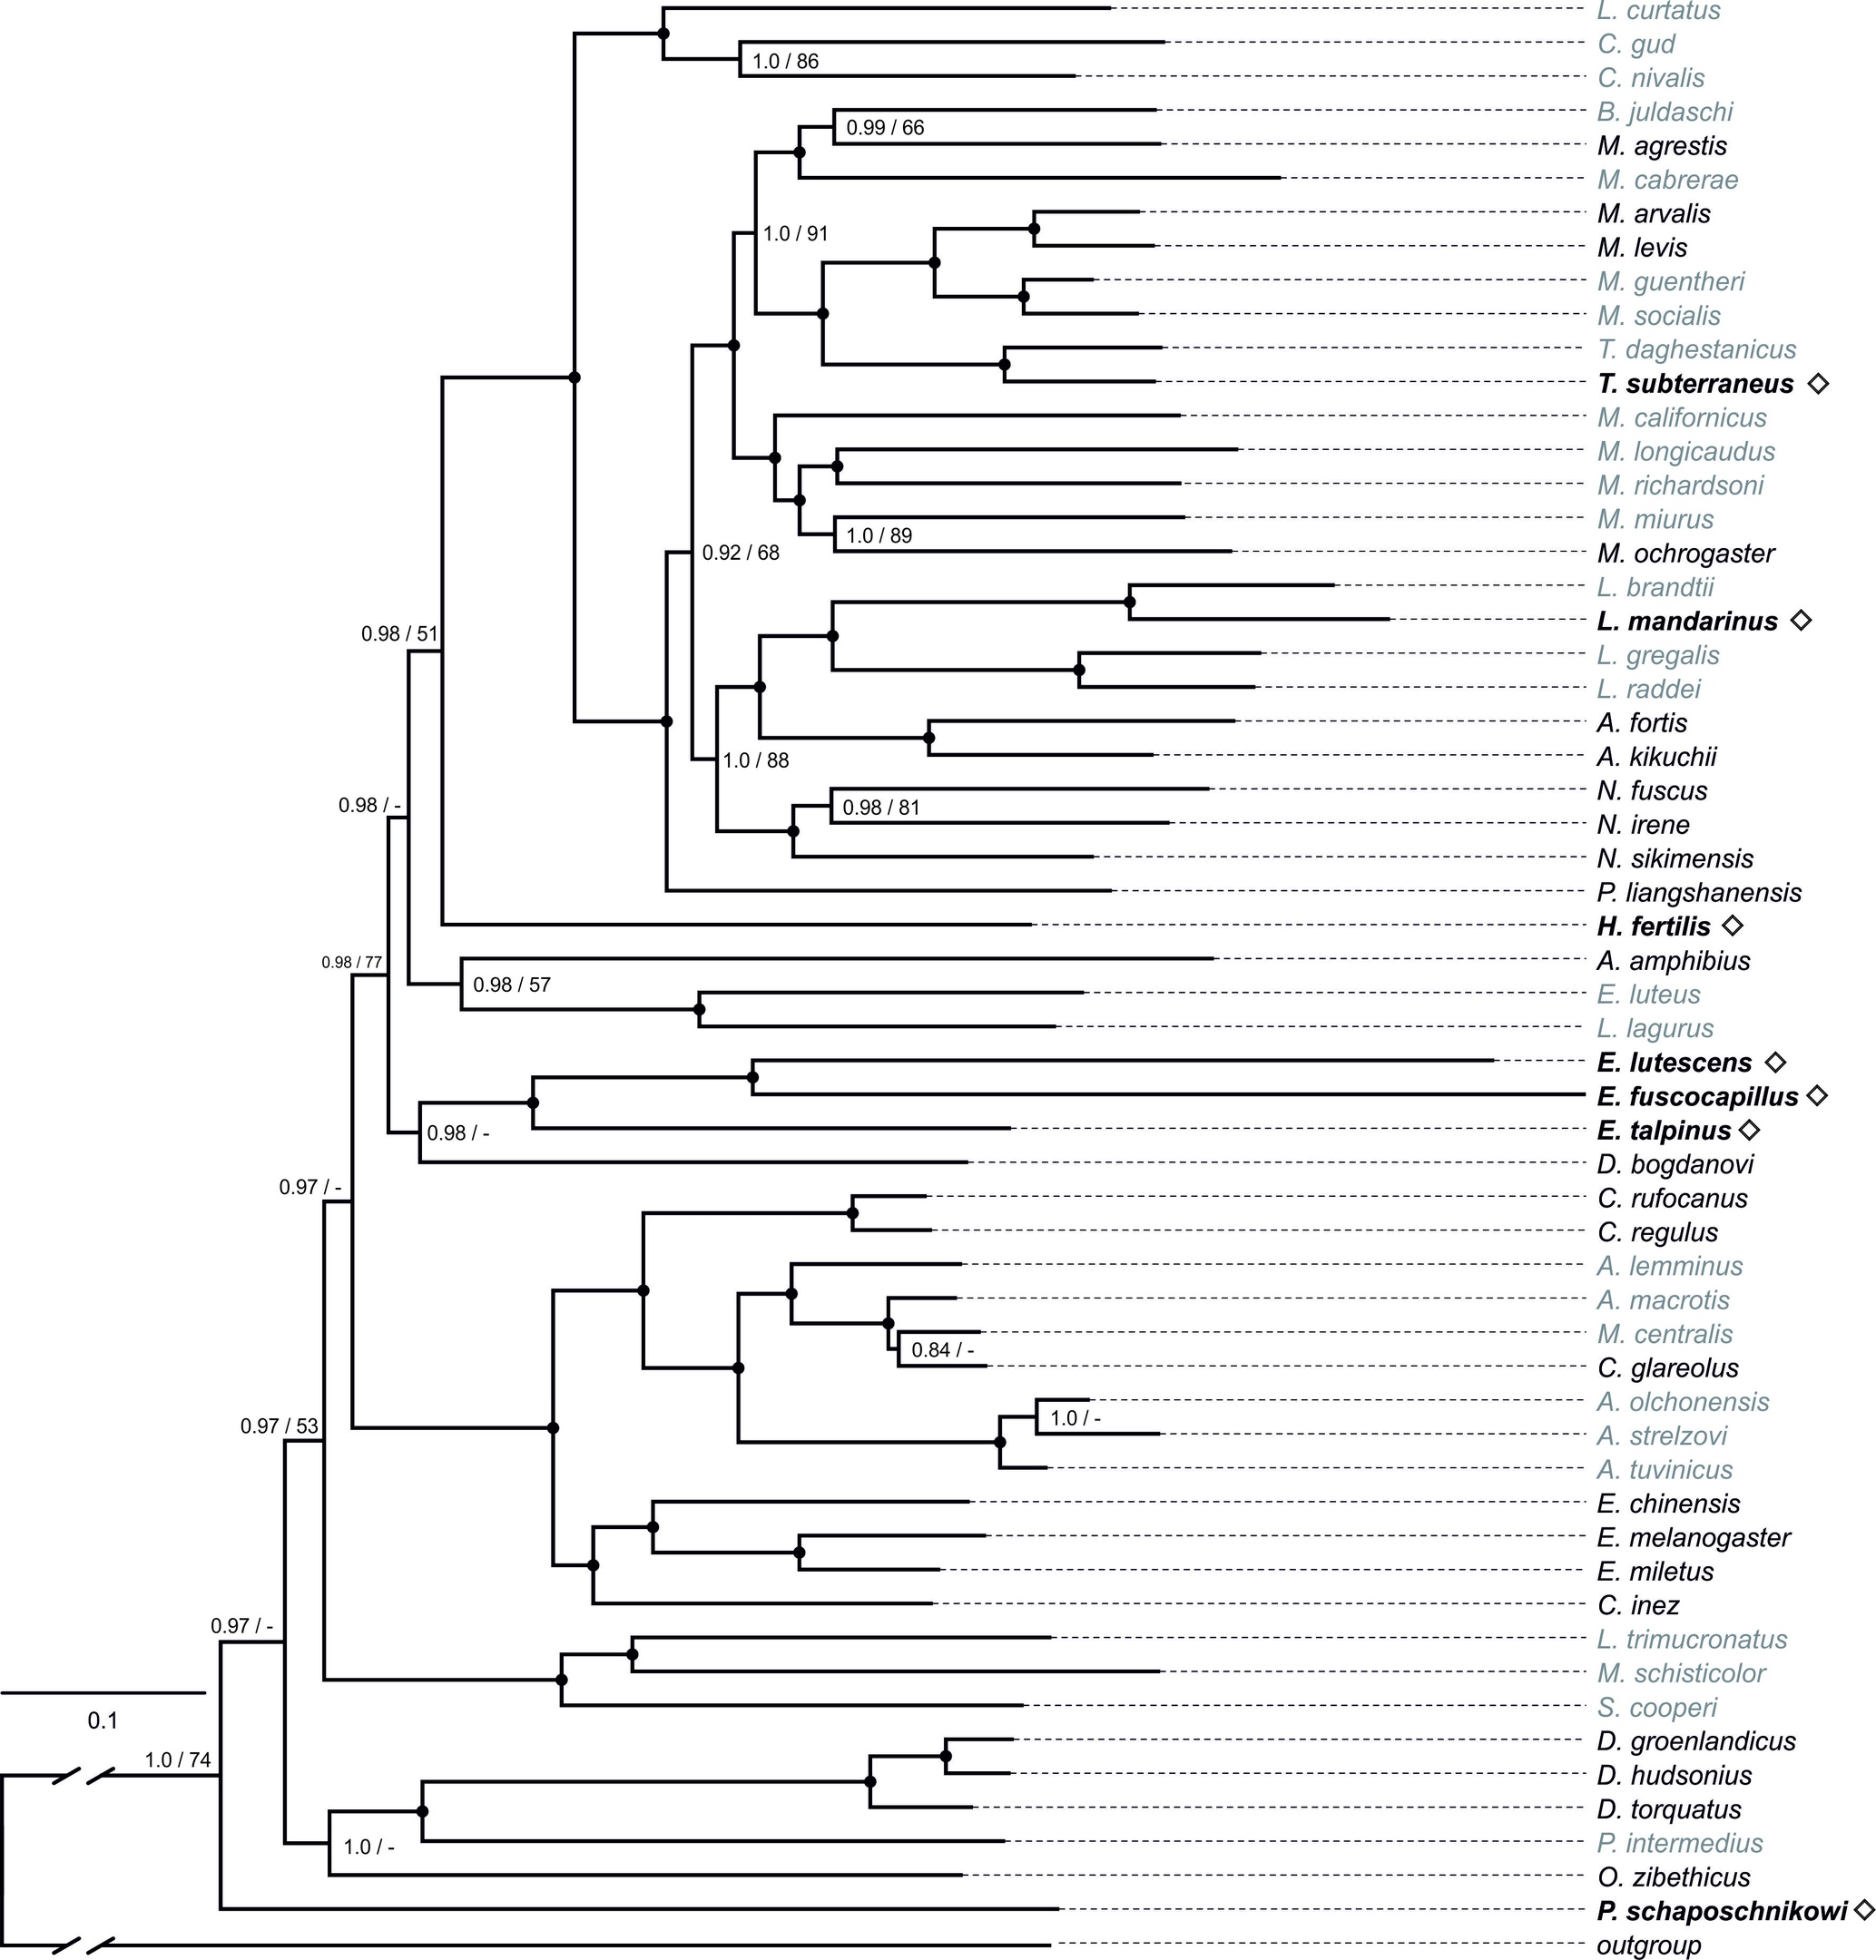 L. curtatus
C. gud
1.0 / 86
C. nivalis
B. juldaschi
0.99 / 66
M. agrestis
M. cabrerae
M. arvalis
1.0 / 91
M. levis
M. guentheri
M. socialis
T. daghestanicus
T. subterraneus ◇
M. californicus
M. longicaudus
M. richardsoni
M. miurus
1.0 / 89
M. ochrogaster
0.92 / 68
L. brandtii
L. mandarinus ◇
0.98 / 51
L. gregalis
L. raddei
A. fortis
A. kikuchii
1.0 / 88
N. fuscus
0.98 / -
0.98 / 81
N. irene
N. sikimensis
P. liangshanensis
H. fertilis ◇
A. amphibius
0.98 / 77
0.98 / 57
E. luteus
L. lagurus
E. lutescens ◇
E. fuscocapillus ◇
E. talpinus ◇
0.98 / -
D. bogdanovi
0.97 / -
C. rufocanus
C. regulus
A. lemminus
A. macrotis
M. centralis
0.84 / -
C. glareolus
A. olchonensis
1.0 / -
0.97 / 53
A. strelzovi
A. tuvinicus
E. chinensis
E. melanogaster
E. miletus
C. inez
0.97 / -
L. trimucronatus
M. schisticolor
S. cooperi
0.1
D. groenlandicus
1.0 / 74
D. hudsonius
D. torquatus
P. intermedius
1.0 / -
O. zibethicus
P. schaposchnikowi ◇
outgroup